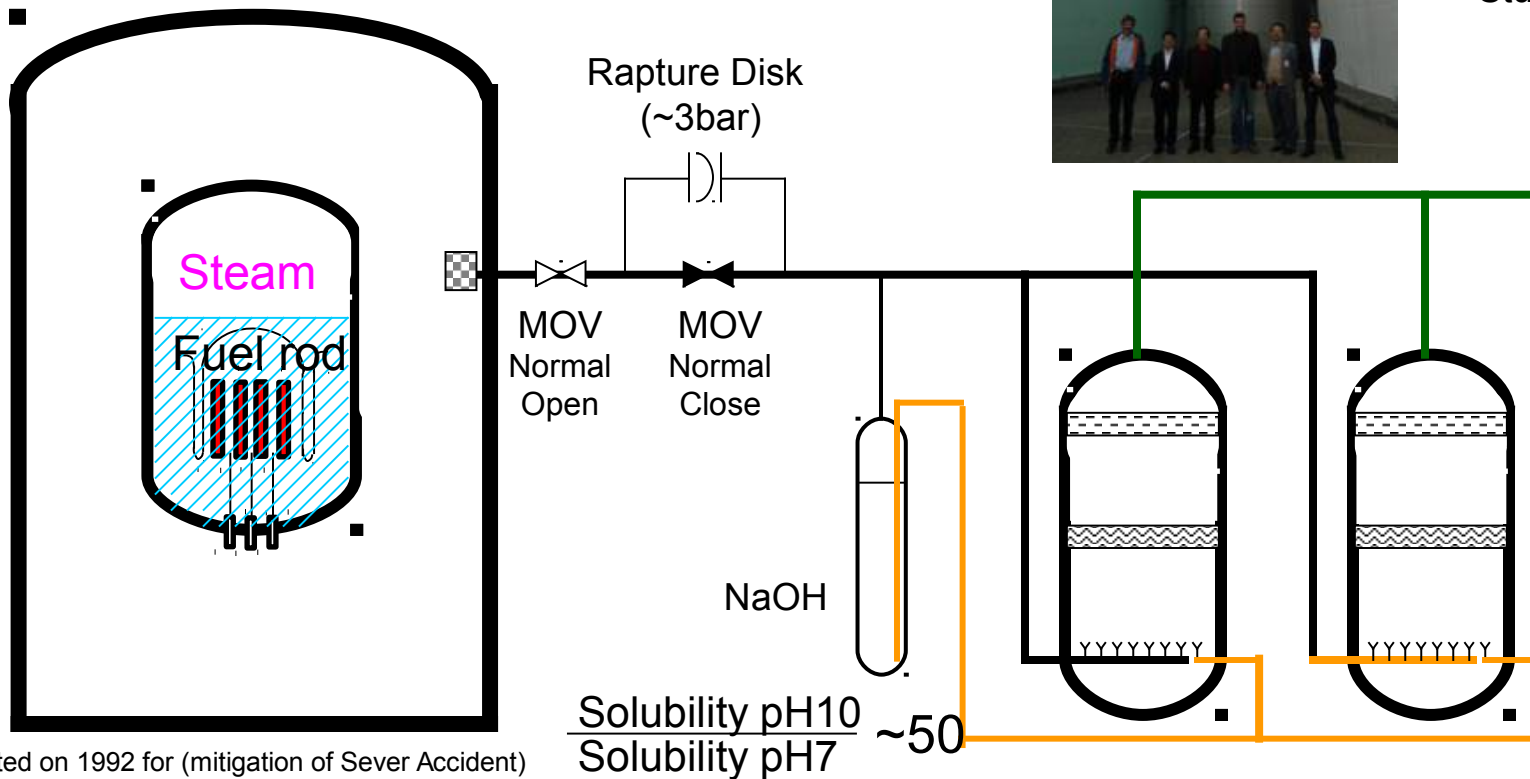 Rapture Disk
(~3bar)
Steam
Fuel rod
MOV
Normal
Open
MOV
Normal
Close
NaOH
Solubility pH10
Solubility pH7
~50
on 1992 for (mitigation of Sever Accident)